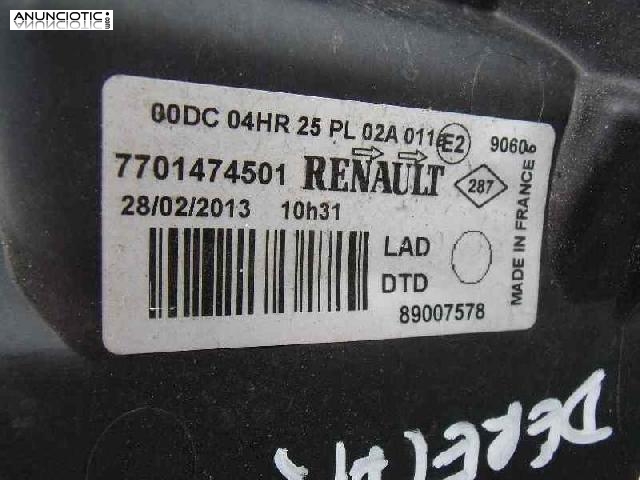 ANUNCIOTIC.com
00DC 04HR 25 PL 02A 011 E2 9060
7701474501 RENAULT 287
28/02/2013 10h31
LAD
DTD
89007578
MADE IN FRANCE